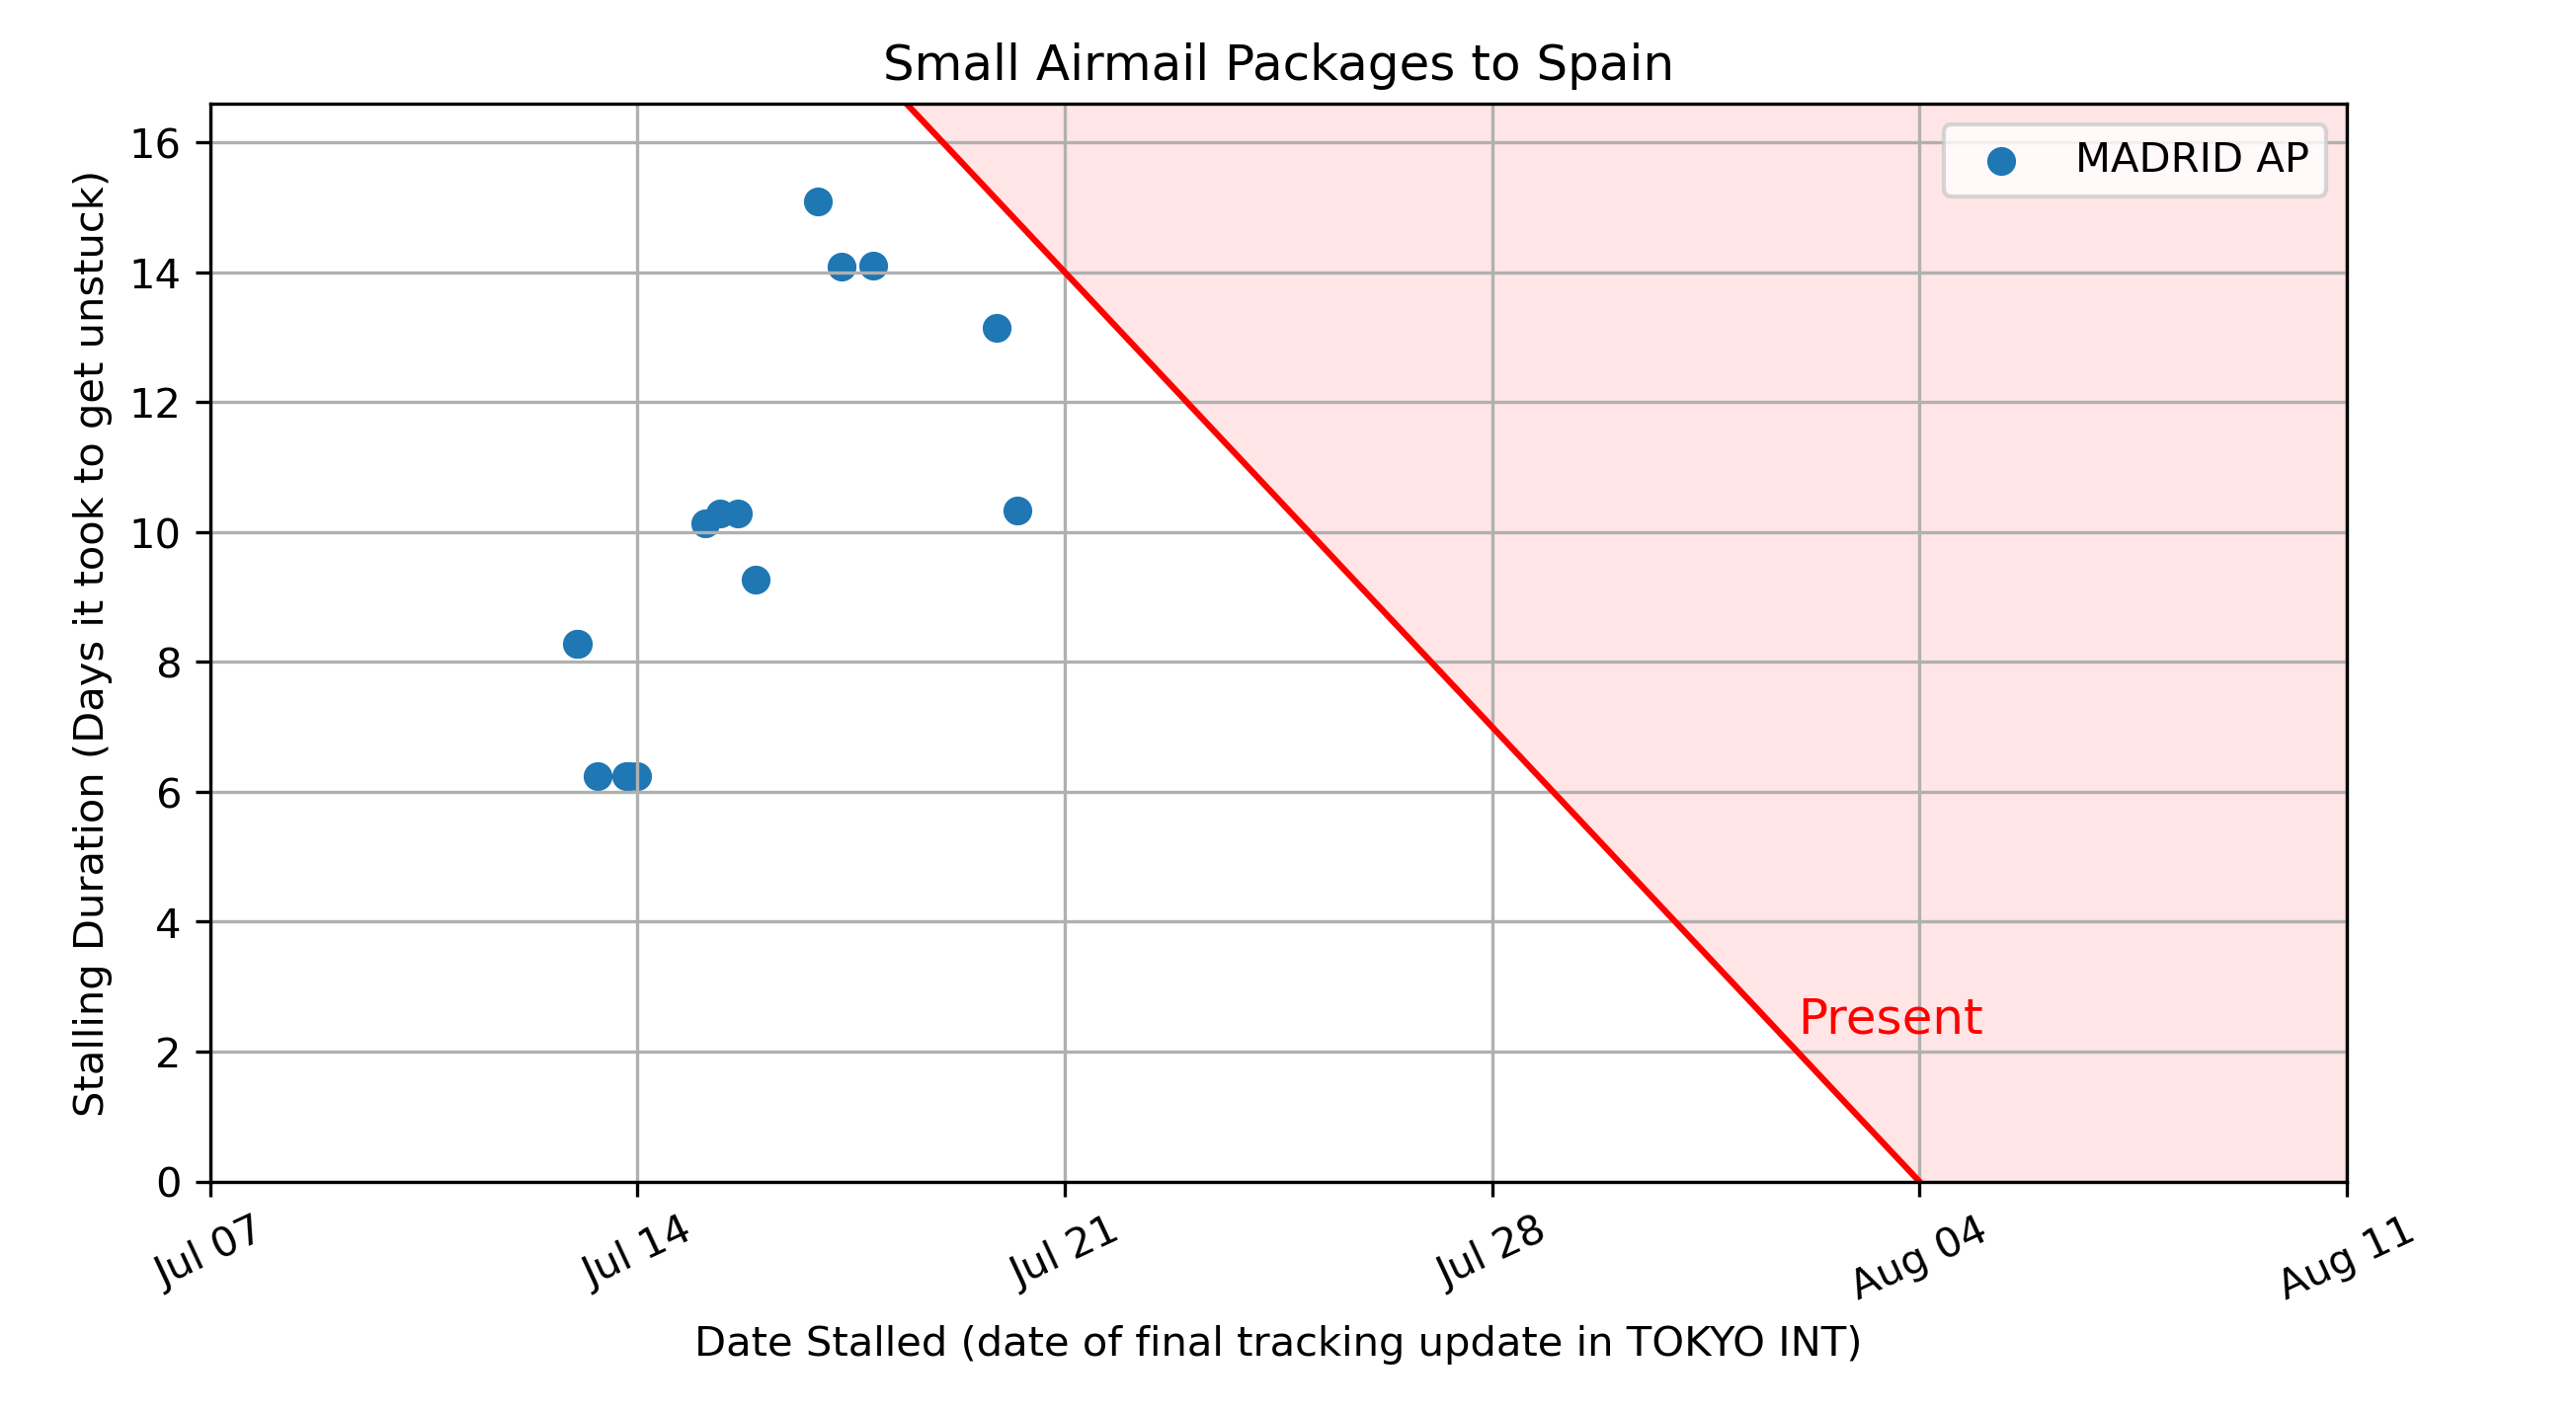 Small Airmail Packages to Spain
MADRID AP
Stalling Duration (Days it took to get unstuck)
16
14
12
10
8
6
4
2
0
Present
Jul 07
Jul 14
Jul 21
Jul 28
Aug 04
Aug 11
Date Stalled (date of final tracking update in TOKYO INT)